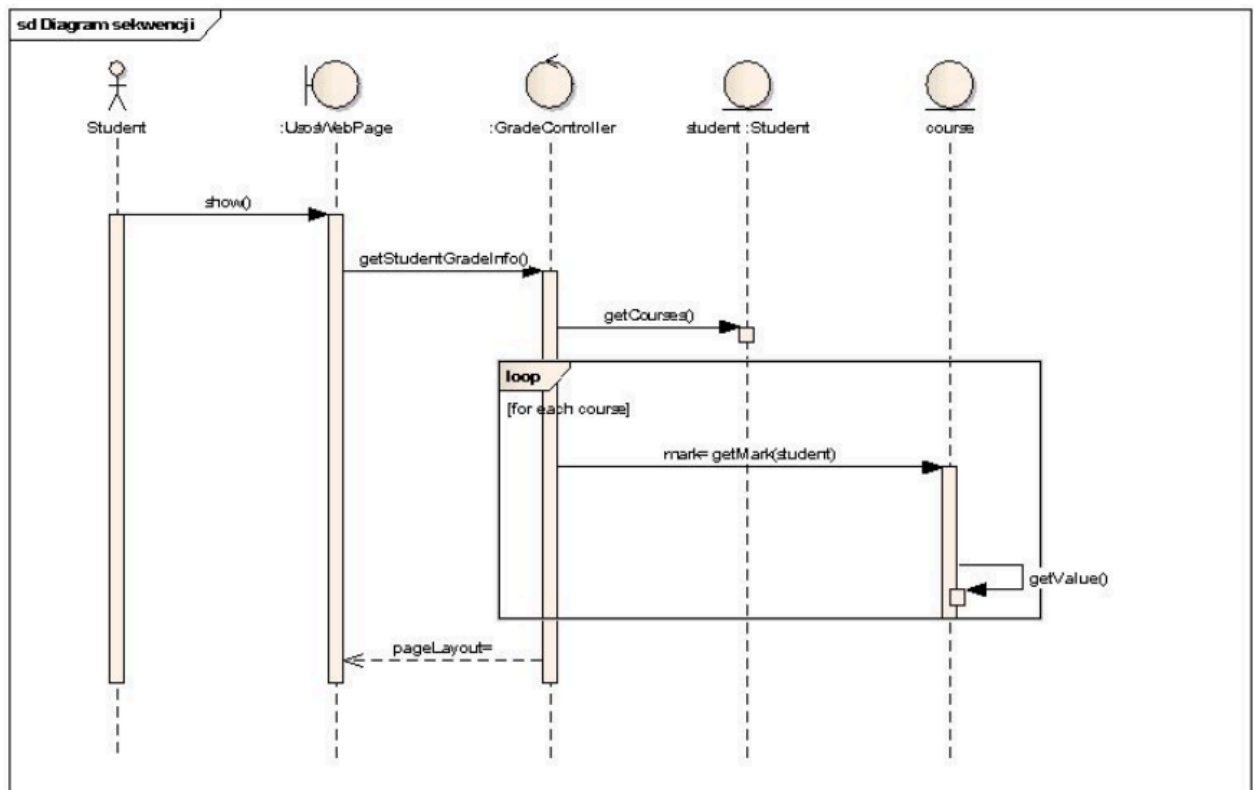 sd Diagram sekwencji
Student
:UsosWebPage
:GradeController
student :Student
course
show()
getStudentGradeInfo()
getCourses()
loop
[for each course]
mark= getMark(student)
getValue()
pageLayout=